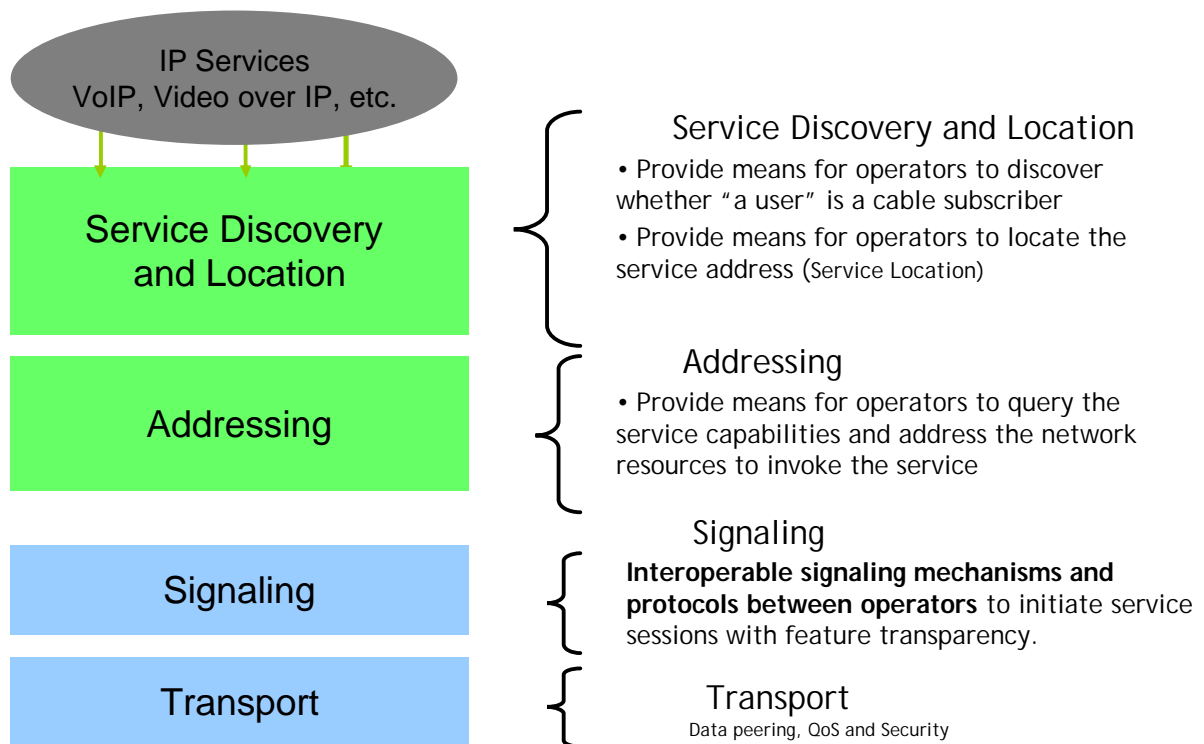 IP Services
VoIP, Video over IP, etc.
Service Discovery
and Location
Service Discovery and Location
• Provide means for operators to discover
whether “a user” is a cable subscriber
• Provide means for operators to locate the
service address (Service Location)
Addressing
Addressing
• Provide means for operators to query the
service capabilities and address the network
resources to invoke the service
Signaling
Signaling
Interoperable signaling mechanisms and
protocols between operators to initiate service
sessions with feature transparency.
Transport
Transport
Data peering, QoS and Security